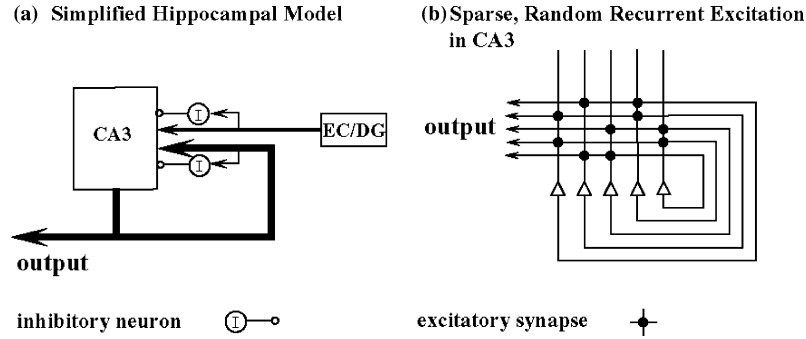 (a) Simplified Hippocampal Model
(b) Sparse, Random Recurrent Excitation
in CA3
I
CA3
EC/DG
I
output
output
inhibitory neuron
I
excitatory synapse